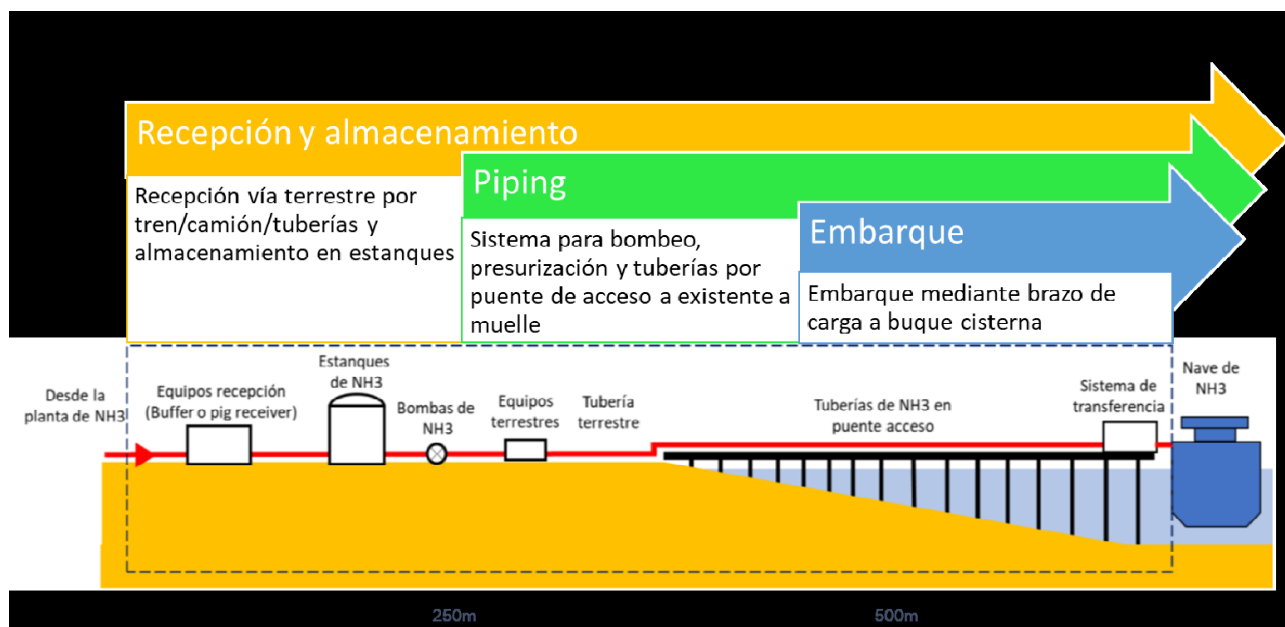 Recepción y almacenamiento
Recepción vía terrestre por
tren/camión/tuberías y
almacenamiento en estanques
Piping
Sistema para bombeo,
presurización y tuberías por
puente de acceso a existente a
muelle
Embarque
Embarque mediante brazo de
carga a buque cisterna
Desde la
planta de NH3
Equipos recepción
(Buffer o pig receiver)
Estanques
de NH3
Bombas de
NH3
Equipos
terrestres
Tubería
terrestre
Tuberías de NH3 en
puente acceso
Sistema de
transferencia
Nave de
NH3
250m
500m